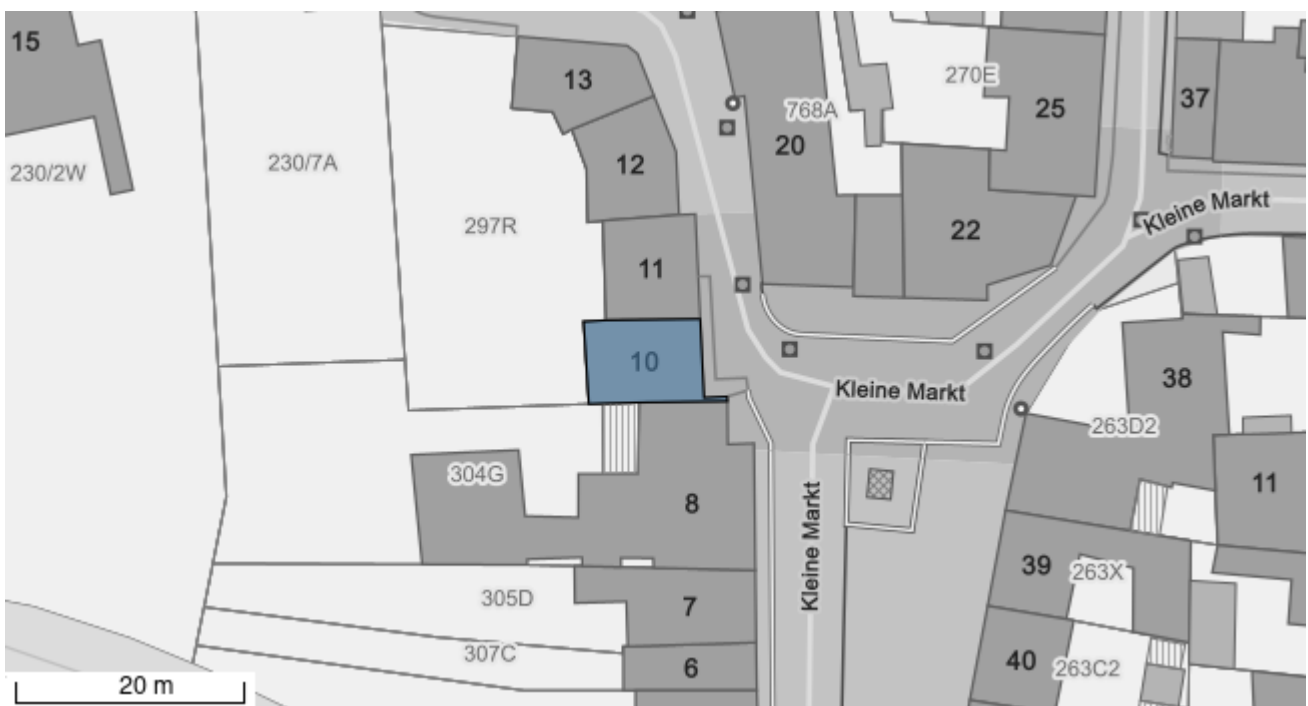 15
13
270E
37
768A
25
20
12
230/7A
230/2W
Kleine Markt
297R
22
11
10
38
Kleine Markt
263D2
304G
11
8
Kleine Markt
39
263X
305D
7
307C
40
263C2
6
20 m